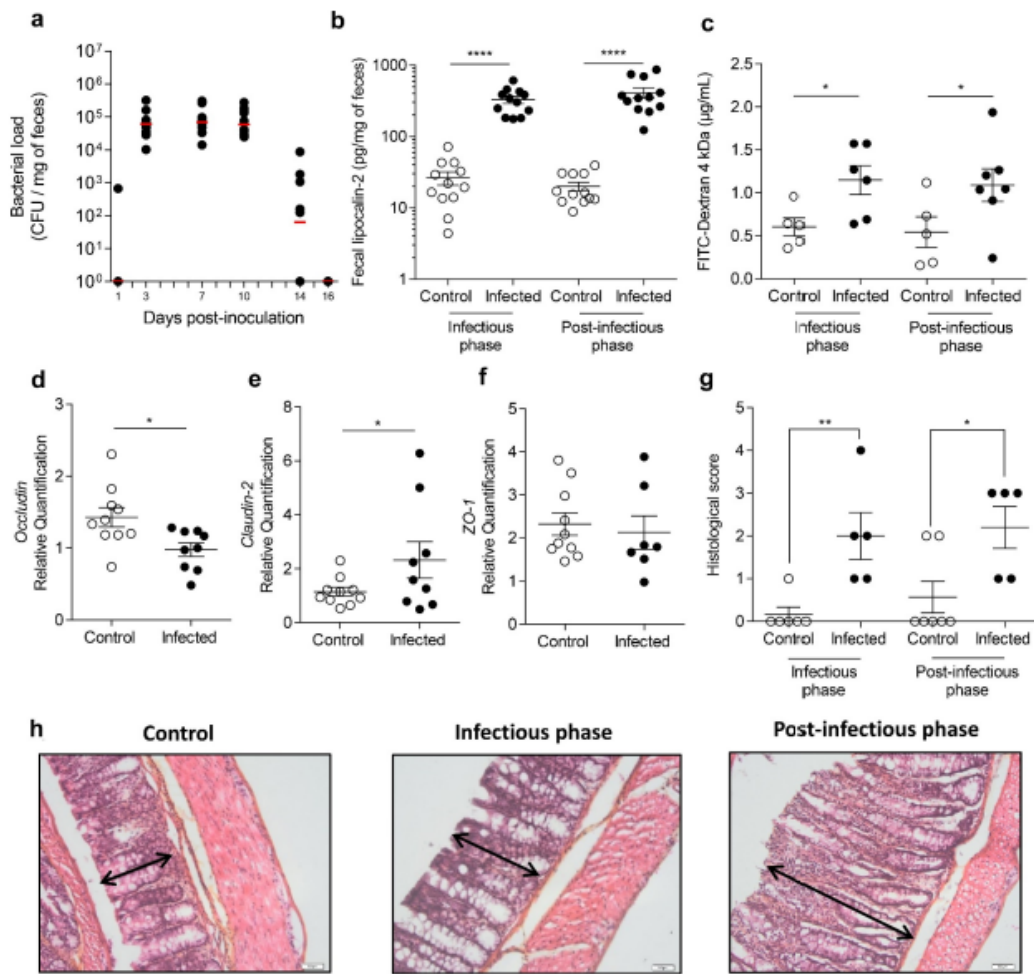 a
Bacterial load
(CFU / mg of feces)
10⁷
10⁶
10⁵
10⁴
10³
10²
10¹
10⁰
1 3 7 10 14 16
Days post-inoculation
b
Fecal lipocalin-2 (pg/mg of feces)
1000
100
10
1
**** ****
Control Infected Control Infected
Infectious phase
Post-infectious phase
c
FITC-Dextran 4 kDa (µg/mL)
2.5
2.0
1.5
1.0
0.5
0.0
* *
Control Infected Control Infected
Infectious phase
Post-infectious phase
d
Occludin
Relative Quantification
3
2
1
0
*
Control Infected
e
Claudin-2
Relative Quantification
8
6
4
2
0
*
Control Infected
f
ZO-1
Relative Quantification
5
4
3
2
1
0
Control Infected
g
Histological score
5
4
3
2
1
0
** *
Control Infected Control Infected
Infectious phase
Post-infectious phase
h
Control Infectious phase Post-infectious phase